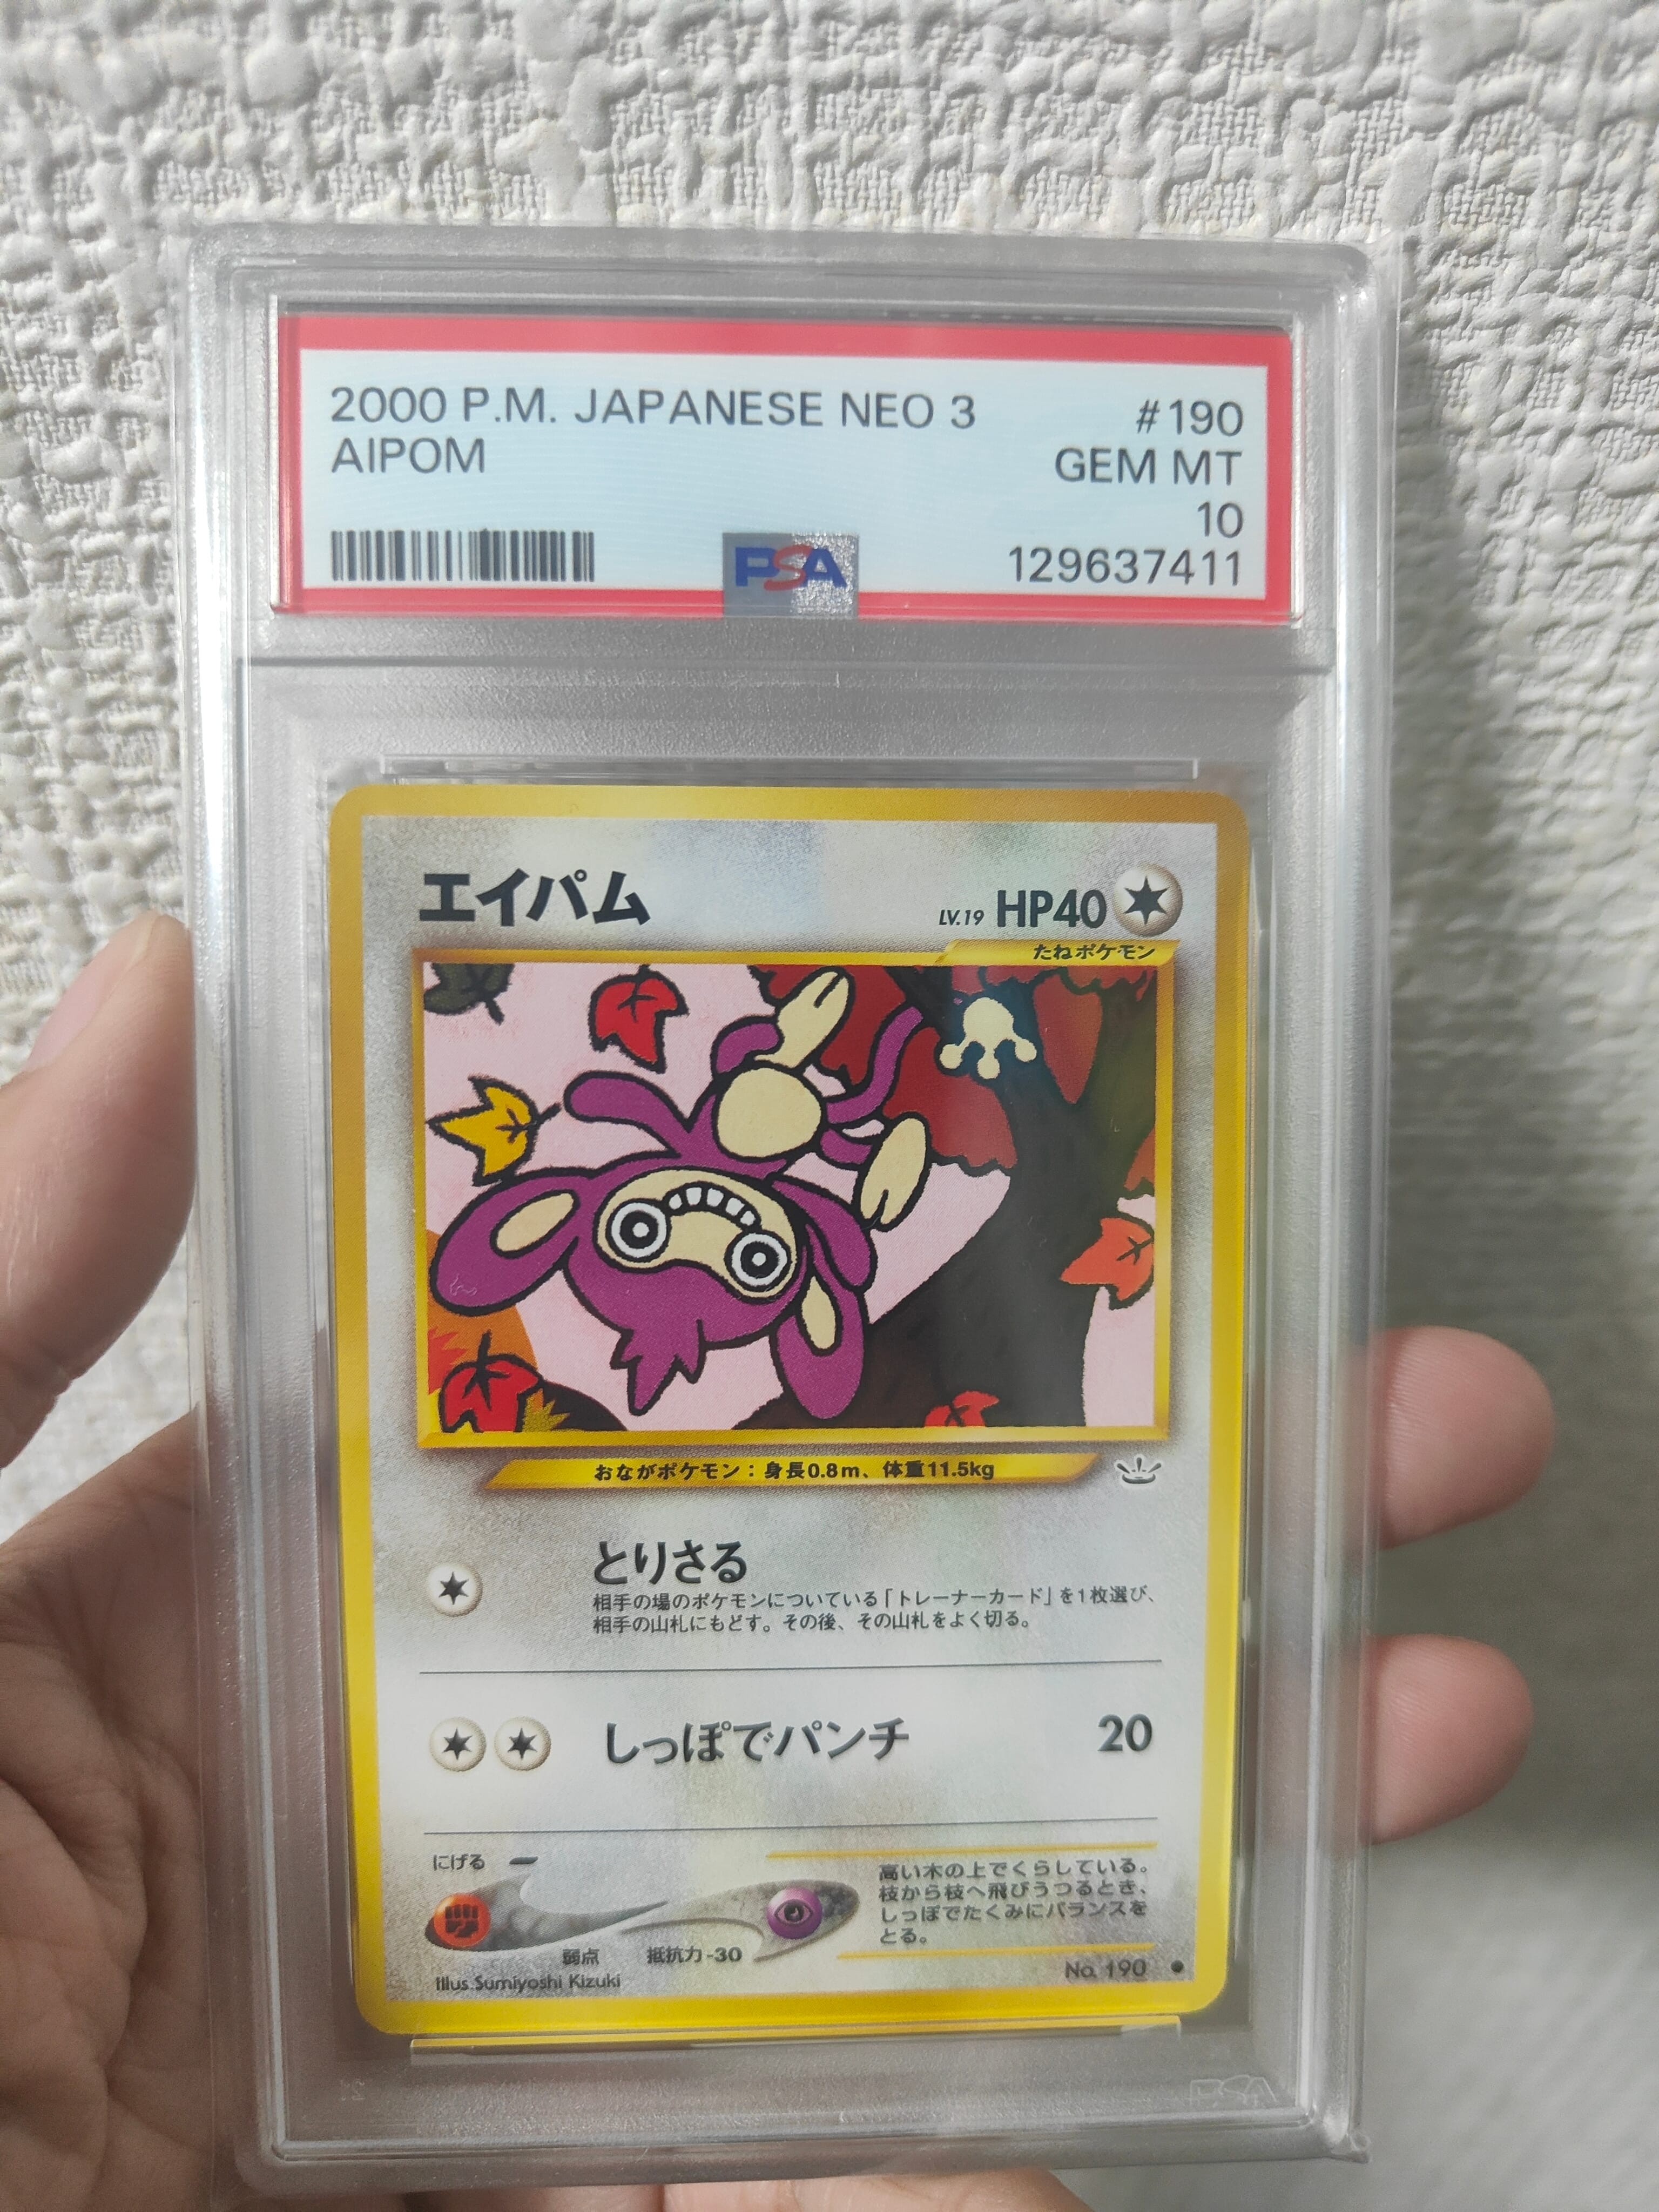 2000 P.M. JAPANESE NEO 3 #190
AIPOM GEM MT
10
PSA 129637411
エイパム LV.19 HP40
たねポケモン
おながポケモン：身長0.8m、体重11.5kg
とりさる
相手の場のポケモンについている「トレーナーカード」を1枚選び、
相手の山札にもどす。その後、その山札をよく切る。
しっぽでパンチ 20
にげる
弱点 抵抗力-30
高い木の上でくらしている。
枝から枝へ飛びうつるとき、
しっぽでたくみにバランスを
とる。
Illus. Sumiyoshi Kizuki
No. 190
PSA